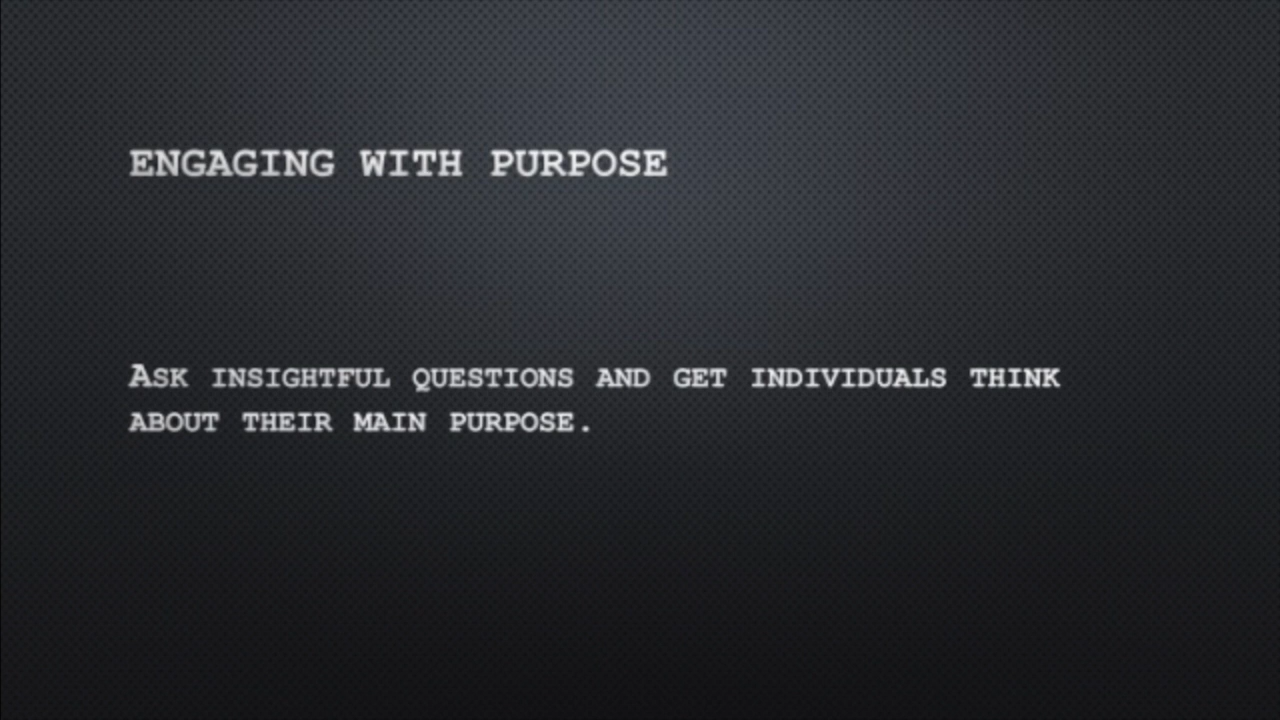 ENGAGING WITH PURPOSE
ASK INSIGHTFUL QUESTIONS AND GET INDIVIDUALS THINK
ABOUT THEIR MAIN PURPOSE.